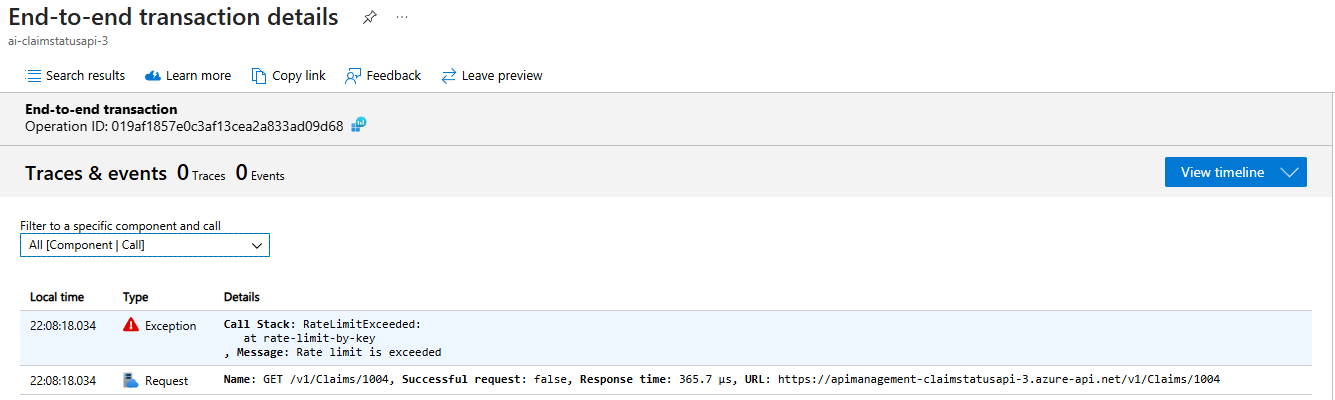 End-to-end transaction details
ai-claimstatusapi-3
Search results Learn more Copy link Feedback Leave preview
End-to-end transaction
Operation ID: 019af1857e0c3af13cea2a833ad09d68
Traces & events 0 Traces 0 Events
View timeline
Filter to a specific component and call
All [Component | Call]
Local time Type Details
22:08:18.034 Exception Call Stack: RateLimitExceeded:
at rate-limit-by-key
, Message: Rate limit is exceeded
22:08:18.034 Request Name: GET /v1/Claims/1004, Successful request: false, Response time: 365.7 μs, URL: https://apimanagement-claimstatusapi-3.azure-api.net/v1/Claims/1004